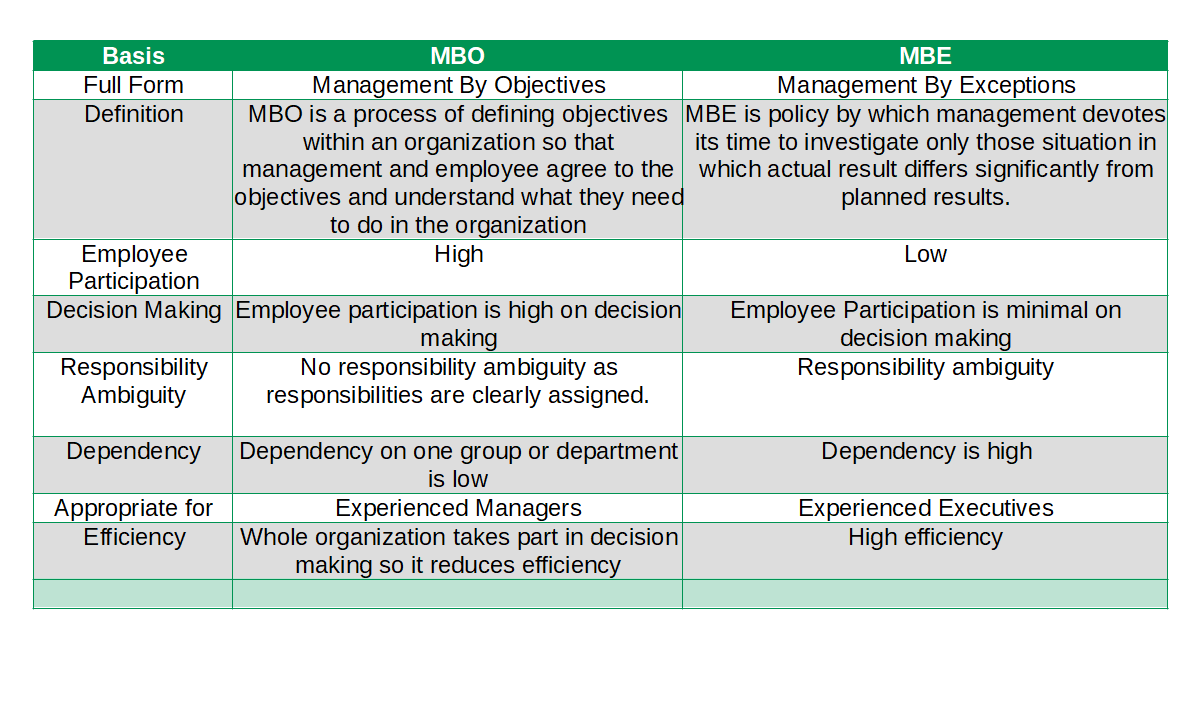 Basis MBO MBE
Full Form Management By Objectives Management By Exceptions
Definition
MBO is a process of defining objectives
within an organization so that
management and employee agree to the
objectives and understand what they need
to do in the organization
MBE is policy by which management devotes
its time to investigate only those situation in
which actual result differs significantly from
planned results.
Employee
Participation
High
Low
Decision Making
Employee participation is high on decision
making
Employee Participation is minimal on
decision making
Responsibility
Ambiguity
No responsibility ambiguity as
responsibilities are clearly assigned.
Responsibility ambiguity
Dependency
Dependency on one group or department
is low
Dependency is high
Appropriate for Experienced Managers Experienced Executives
Efficiency
Whole organization takes part in decision
making so it reduces efficiency
High efficiency